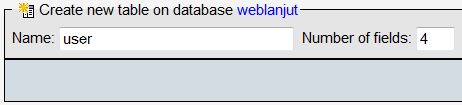 Create new table on database weblanjut
Name: user Number of fields: 4